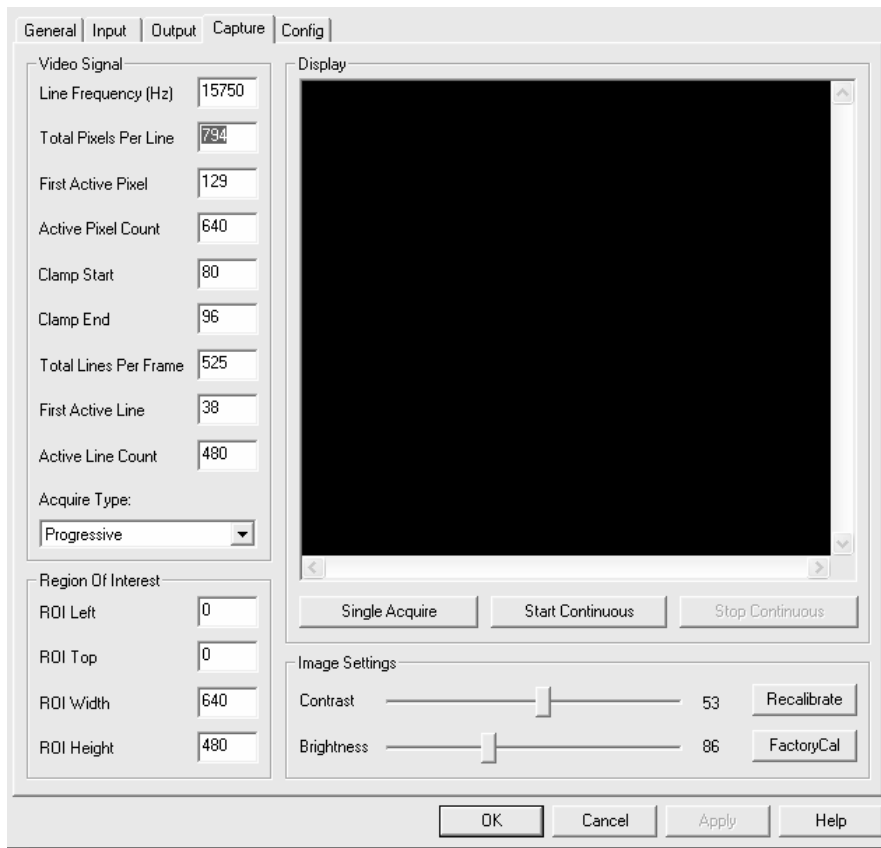 General Input Output Capture Config
Video Signal
Line Frequency (Hz) 15750
Total Pixels Per Line 794
First Active Pixel 129
Active Pixel Count 640
Clamp Start 80
Clamp End 96
Total Lines Per Frame 525
First Active Line 38
Active Line Count 480
Acquire Type:
Progressive
Region Of Interest
ROI Left 0
ROI Top 0
ROI Width 640
ROI Height 480
Display
Single Acquire Start Continuous Stop Continuous
Image Settings
Contrast 53 Recalibrate
Brightness 86 FactoryCal
OK Cancel Apply Help